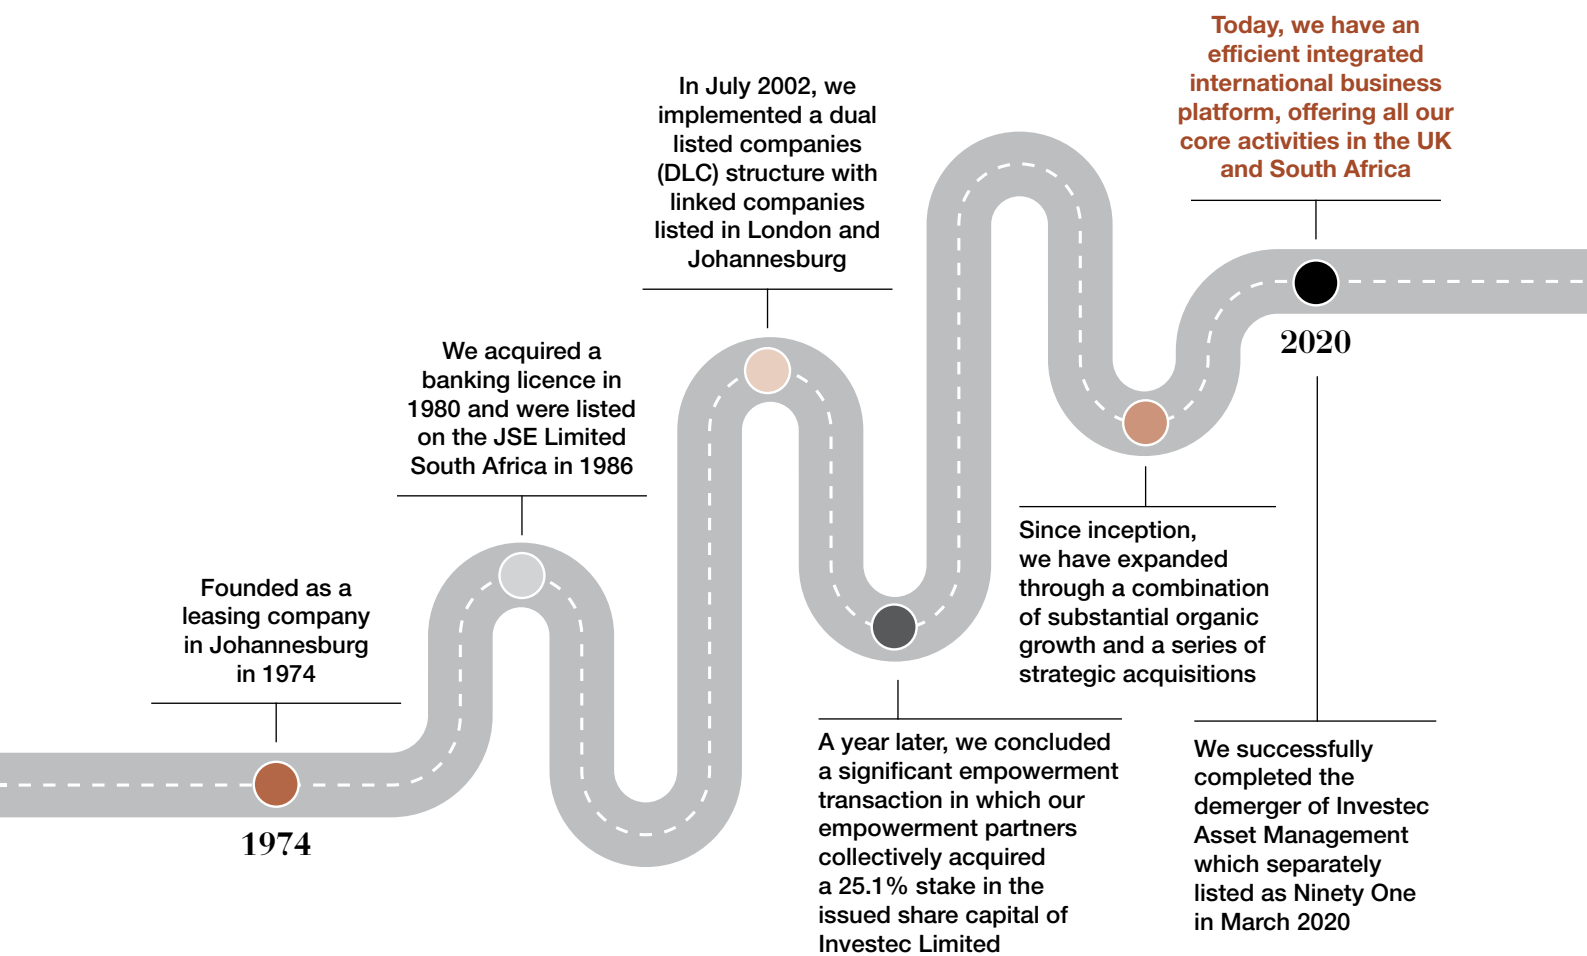 Founded as a
leasing company
in Johannesburg
in 1974
1974
We acquired a
banking licence in
1980 and were listed
on the JSE Limited
South Africa in 1986
In July 2002, we
implemented a dual
listed companies
(DLC) structure with
linked companies
listed in London and
Johannesburg
A year later, we concluded
a significant empowerment
transaction in which our
empowerment partners
collectively acquired
a 25.1% stake in the
issued share capital of
Investec Limited
Since inception,
we have expanded
through a combination
of substantial organic
growth and a series of
strategic acquisitions
Today, we have an
efficient integrated
international business
platform, offering all our
core activities in the UK
and South Africa
2020
We successfully
completed the
demerger of Investec
Asset Management
which separately
listed as Ninety One
in March 2020